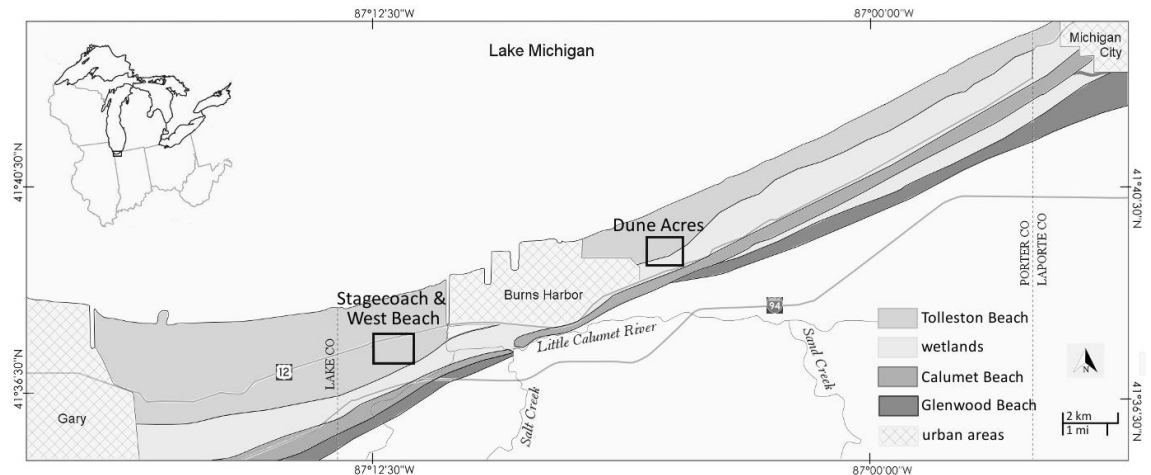 87°12'30"W
87°00'00"W
Lake Michigan
Michigan
City
41°40'30"N
41°40'30"N
Dune Acres
PORTER CO
LAPORTE CO
Stagecoach &
West Beach
Burns Harbor
94
Little Calumet River
Tolleston Beach
wetlands
Calumet Beach
Glenwood Beach
urban areas
12
LAKE CO
Sand Creek
N
41°36'30"N
41°36'30"N
Gary
Salt Creek
2 km
1 mi
87°12'30"W
87°00'00"W